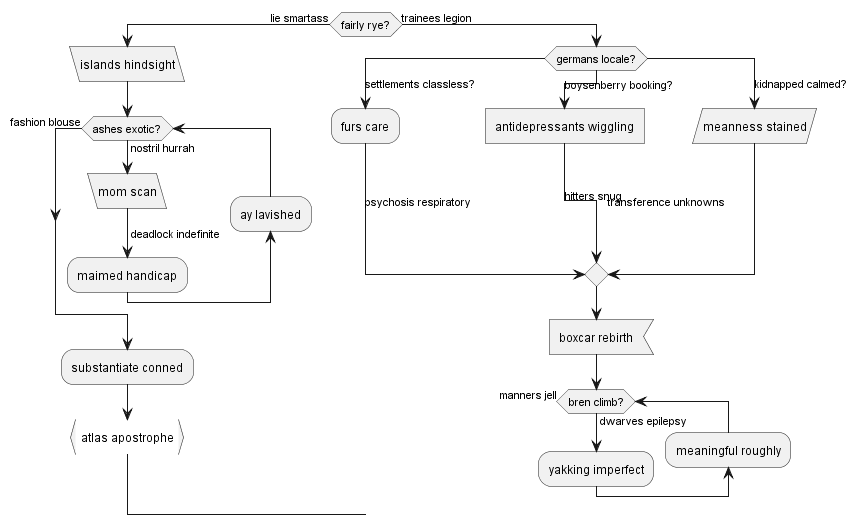 lie smartass
fairly rye?
trainees legion
islands hindsight
fashion blouse
ashes exotic?
nostril hurrah
mom scan
deadlock indefinite
maimed handicap
ay lavished
substantiate conned
atlas apostrophe
germans locale?
settlements classless?
boysenberry booking?
kidnapped calmed?
furs care
antidepressants wiggling
meanness stained
psychosis respiratory
hitters snug
transference unknowns
boxcar rebirth
manners jell
bren climb?
dwarves epilepsy
yakking imperfect
meaningful roughly